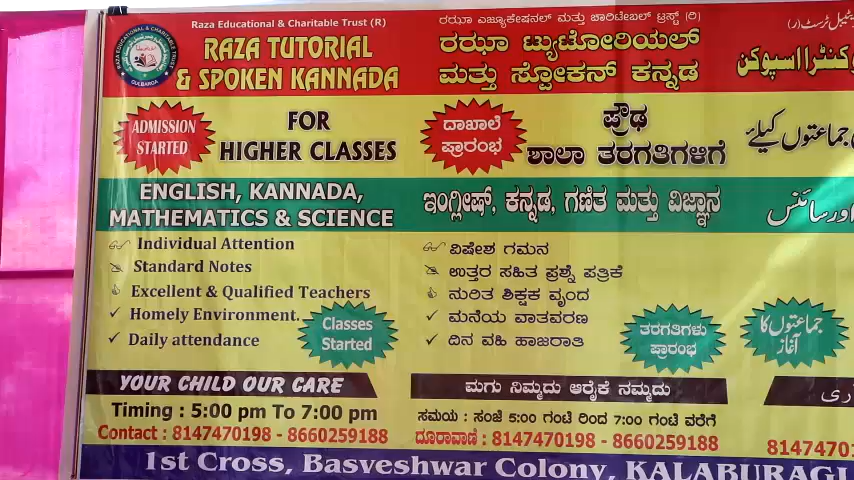 Raza Educational & Charitable Trust (R)
RAZA TUTORIAL
& SPOKEN KANNADA
ADMISSION
STARTED
FOR
HIGHER CLASSES
ENGLISH, KANNADA,
MATHEMATICS & SCIENCE
Individual Attention
Standard Notes
Excellent & Qualified Teachers
Homely Environment.
Daily attendance
Classes
Started
YOUR CHILD OUR CARE
Timing : 5:00 pm To 7:00 pm
Contact : 8147470198 - 8660259188
ರಝಾ ಎಜ್ಯುಕೇಷನಲ್ ಮತ್ತು ಚಾರಿಟೇಬಲ್ ಟ್ರಸ್ಟ್ (ರಿ)
ರಝಾ ಟ್ಯುಟೋರಿಯಲ್
ಮತ್ತು ಸ್ಪೋಕನ್ ಕನ್ನಡ
ದಾಖಾಲೆ
ಪ್ರಾರಂಭ
ಪ್ರೌಢ
ಶಾಲಾ ತರಗತಿಗಳಿಗೆ
ಇಂಗ್ಲೀಷ್, ಕನ್ನಡ, ಗಣಿತ ಮತ್ತು ವಿಜ್ಞಾನ
ವಿಷೇಶ ಗಮನ
ಉತ್ತರ ಸಹಿತ ಪ್ರಶ್ನೆ ಪತ್ರಿಕೆ
ನುರಿತ ಶಿಕ್ಷಕ ವೃಂದ
ಮನೆಯ ವಾತವರಣ
ದಿನ ವಹಿ ಹಾಜರಾತಿ
ತರಗತಿಗಳು
ಪ್ರಾರಂಭ
ಮಗು ನಿಮ್ಮದು ಆರೈಕೆ ನಮ್ಮದು
ಸಮಯ : ಸಂಜೆ 5:00 ಗಂಟೆ ರಿಂದ 7:00 ಗಂಟೆ ವರೆಗೆ
ದೂರಾವಾಣಿ : 8147470198 - 8660259188
جماعتوں کیلئے
اور سائنس
جماعتوں کا
آغاز
8147470
1st Cross, Basveshwar Colony, KALABURAGI